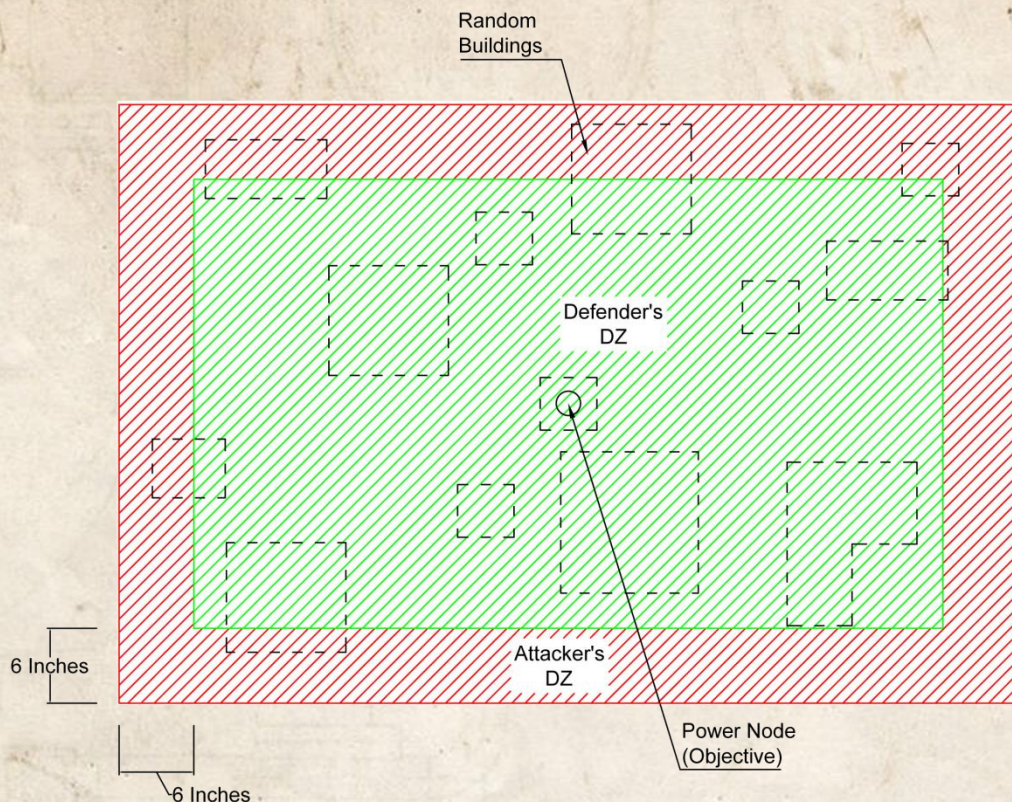 Random
Buildings
Defender's
DZ
6 Inches
Attacker's
DZ
Power Node
(Objective)
6 Inches